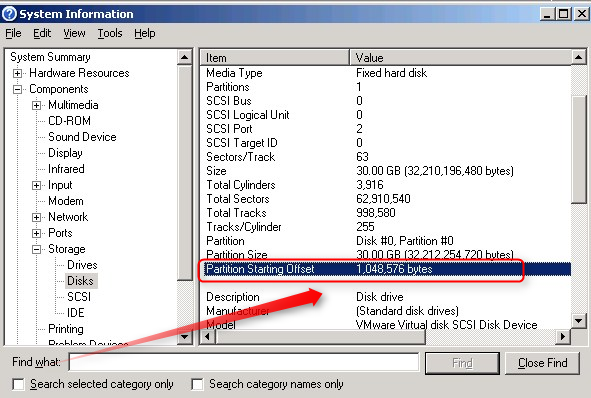 System Information
File Edit View Tools Help
System Summary
Hardware Resources
Components
Multimedia
CD-ROM
Sound Device
Display
Infrared
Input
Modem
Network
Ports
Storage
Drives
Disks
SCSI
IDE
Printing
Item Value
Media Type Fixed hard disk
Partitions 1
SCSI Bus 0
SCSI Logical Unit 0
SCSI Port 2
SCSI Target ID 0
Sectors/Track 63
Size 30.00 GB (32,210,196,480 bytes)
Total Cylinders 3,916
Total Sectors 62,910,540
Total Tracks 998,580
Tracks/Cylinder 255
Partition Disk #0, Partition #0
Partition Size 30.00 GB (32,212,254,720 bytes)
Partition Starting Offset 1,048,576 bytes
Description Disk drive
Manufacturer (Standard disk drives)
Model VMware Virtual disk SCSI Disk Device
Find what: Find Close Find
Search selected category only Search category names only